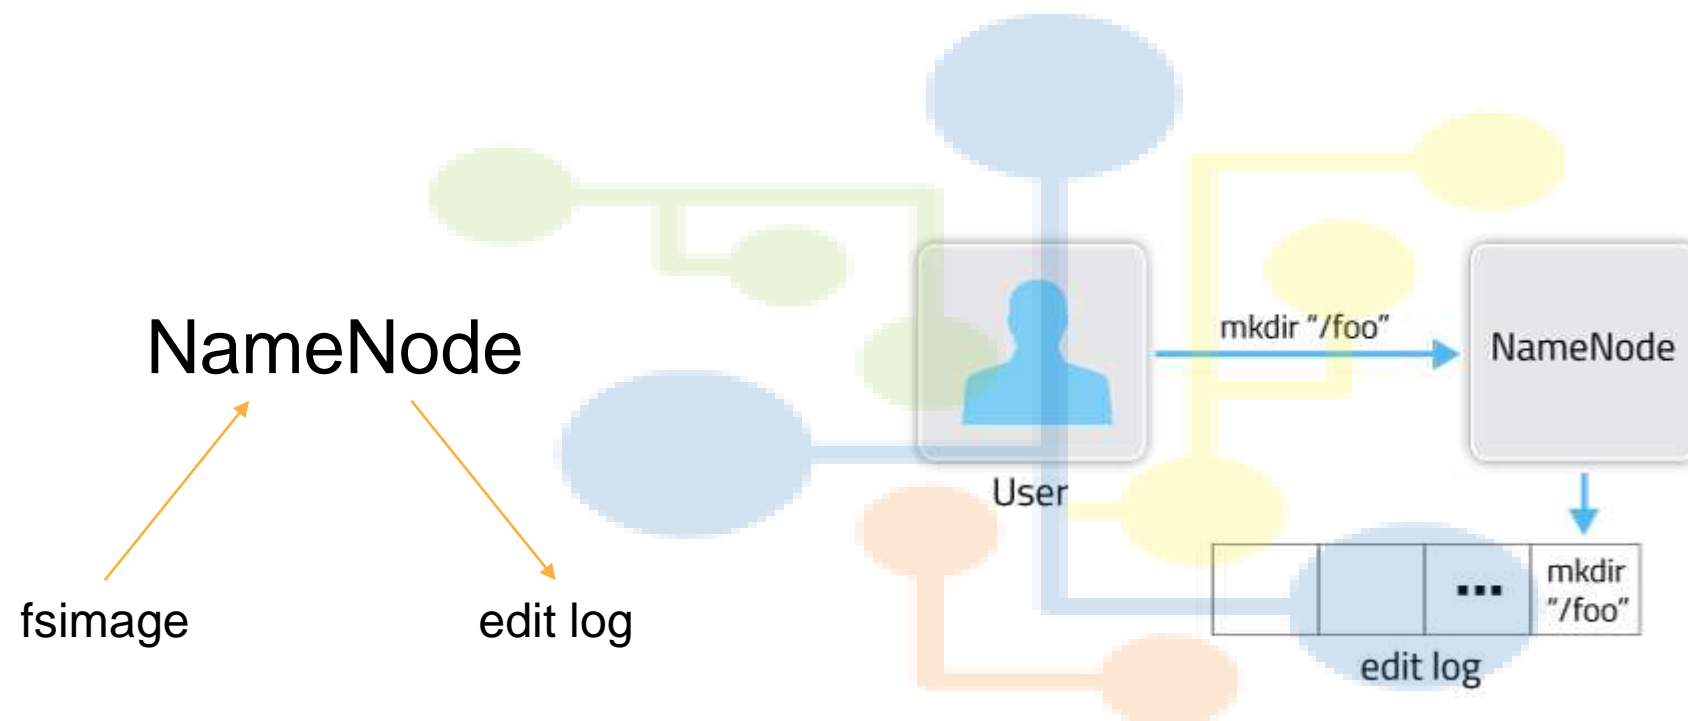 NameNode
fsimage
edit log
User
mkdir “/foo”
NameNode
...
mkdir
“/foo”
edit log